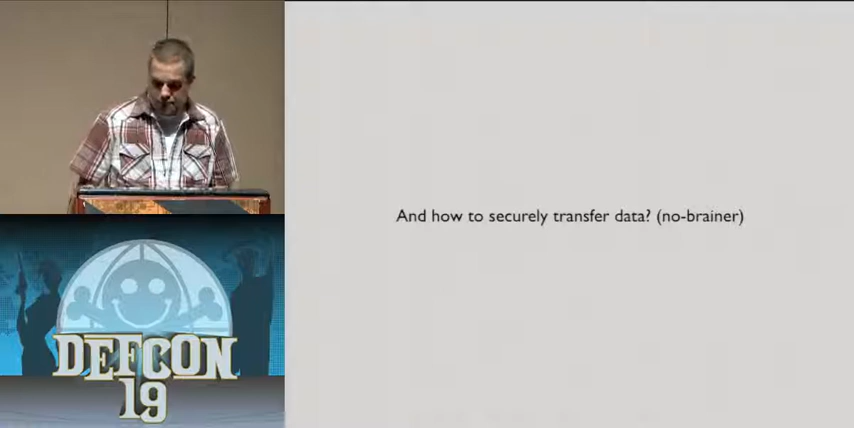 And how to securely transfer data? (no-brainer)
DEFCON
19